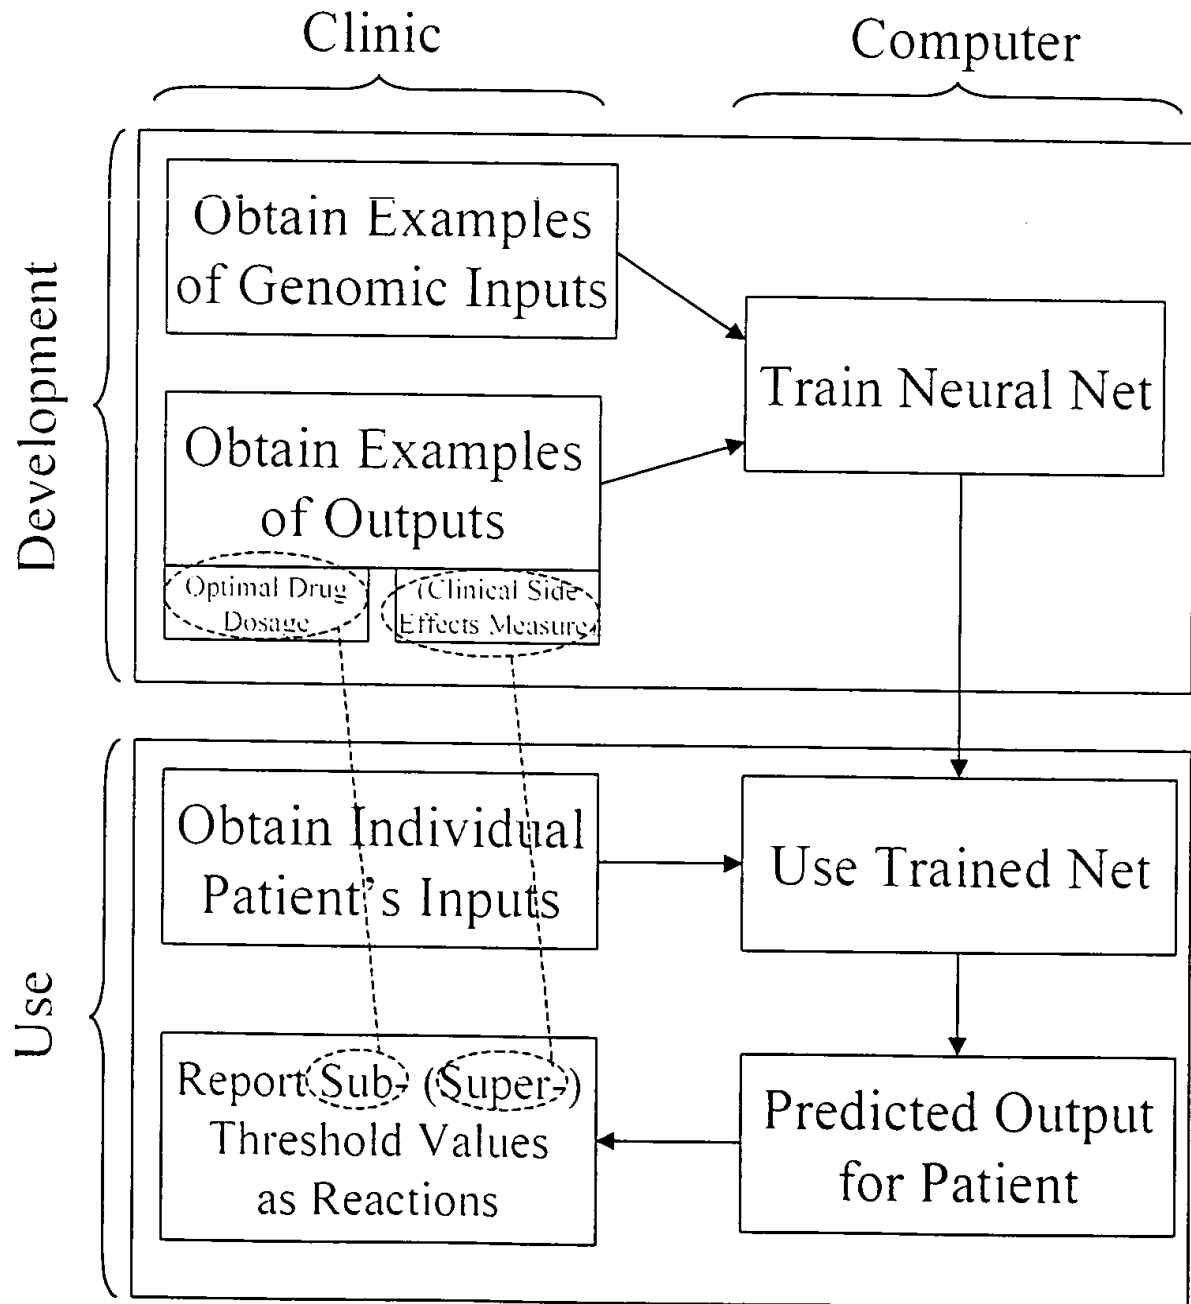 Clinic
Computer
Development
Obtain Examples
of Genomic Inputs
Train Neural Net
Obtain Examples
of Outputs
Optimal Drug
Dosage
(Clinical Side
Effects Measure)
Use
Obtain Individual
Patient's Inputs
Use Trained Net
Report Sub- (Super-)
Threshold Values
as Reactions
Predicted Output
for Patient